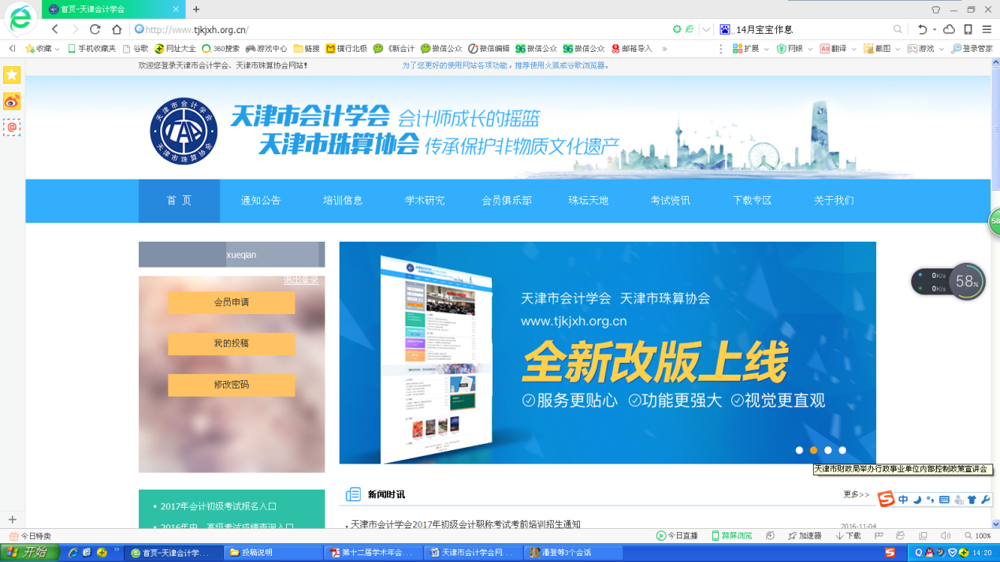 首页-天津会计学会
http://www.tjkjxh.org.cn/
14月宝宝作息
收藏 手机收藏夹 谷歌 网址大全 360搜索 游戏中心 链接 横行北极 《新会计 微信公众 微信编辑 微信公众 微信公众 邮箱导入 » 扩展 网银 翻译 截图 游戏 登录管家
欢迎您登录天津市会计学会、天津市珠算协会网站！ 为了您更好的使用网站各项功能，推荐使用火狐或谷歌浏览器。
天津市会计学会 会计师成长的摇篮
天津市珠算协会 传承保护非物质文化遗产
天津市会计学会
TAS
天津市珠算协会
首 页 通知公告 培训信息 学术研究 会员俱乐部 珠坛天地 考试资讯 下载专区 关于我们
xueqian
退出登录
会员申请
我的投稿
修改密码
天津市会计学会 天津市珠算协会
www.tjkjxh.org.cn
全新改版上线
服务更贴心 功能更强大 视觉更直观
58
0K/s
0K/s
58%
天津市财政局举办行政事业单位内部控制政策宣讲会
2017年会计初级考试报名入口
2016年中、高级考试成绩查询入口
新闻时讯 更多>>
天津市会计学会2017年初级会计职称考试考前培训招生通知 2016-11-04
中
今日特卖 今日直播 跨屏浏览 加速器 下载 100%
开始 首页-天津会计学... 投稿说明 第十二届学术年会... 天津市会计学会网... 潘登等3个会话 14:20